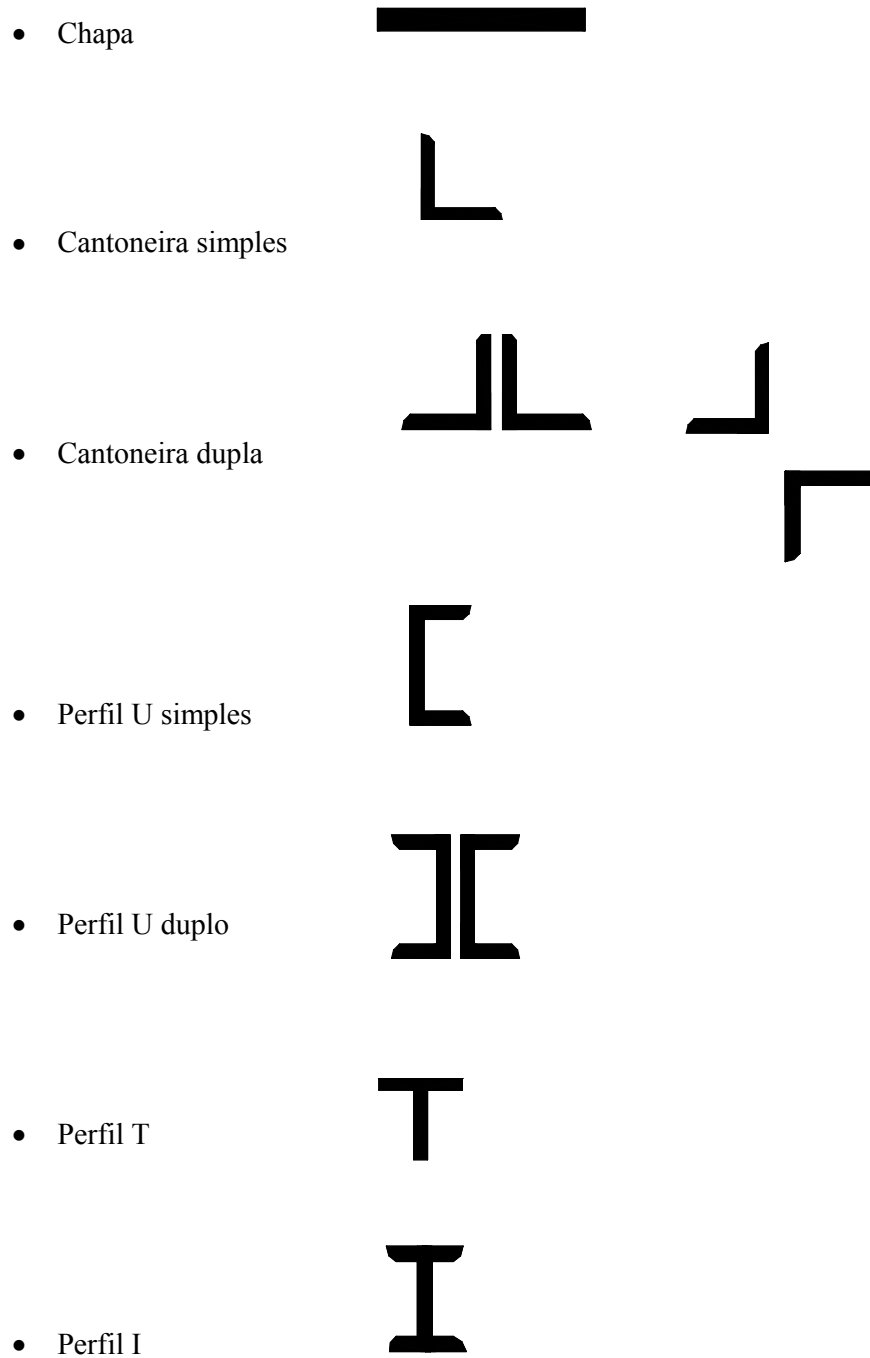 • Chapa
• Cantoneira simples
• Cantoneira dupla
• Perfil U simples
• Perfil U duplo
• Perfil T
• Perfil I